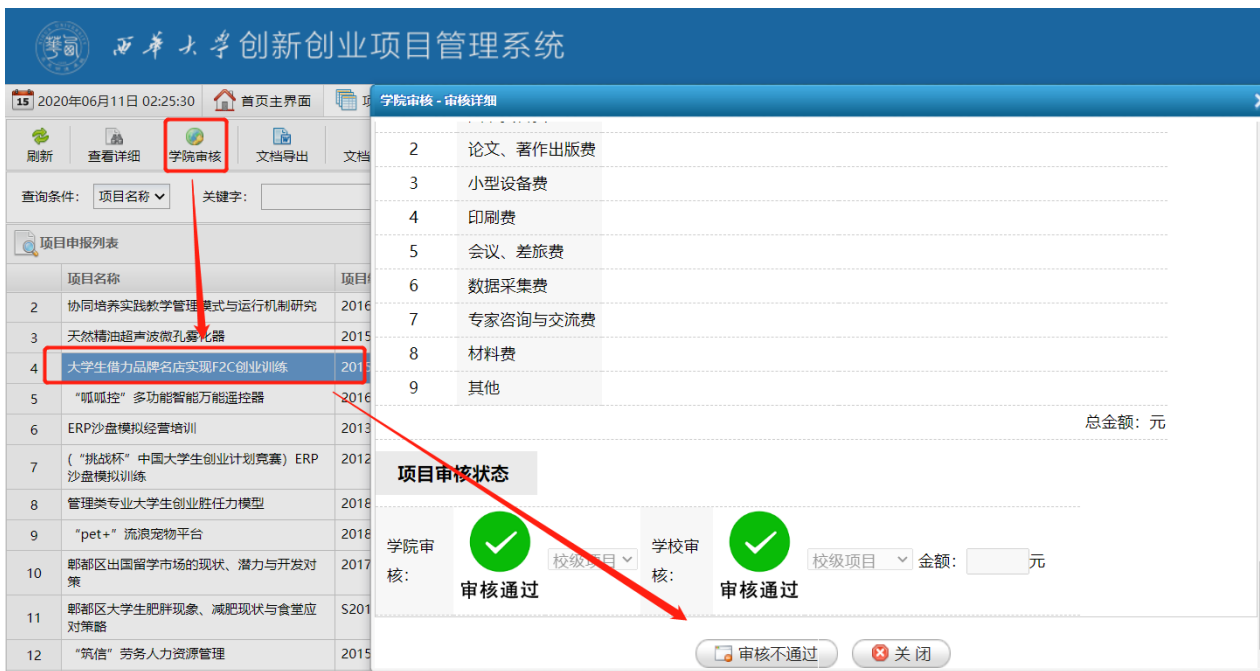 西华大学创新创业项目管理系统
15 2020年06月11日 02:25:30 首页主界面
刷新 查看详细 学院审核 文档导出 文档
查询条件: 项目名称 关键字:
项目申报列表
项目名称 项目
2 协同培养实践教学管理模式与运行机制研究 2016
3 天然精油超声波微孔雾化器 2015
4 大学生借力品牌名店实现F2C创业训练 2015
5 “呱呱控”多功能智能万能遥控器 2016
6 ERP沙盘模拟经营培训 2013
7 (“挑战杯”中国大学生创业计划竞赛)ERP 2012
沙盘模拟训练
8 管理类专业大学生创业胜任力模型 2018
9 “pet+”流浪宠物平台 2018
10 郫都区出国留学市场的现状、潜力与开发对 2017
策
11 郫都区大学生肥胖现象、减肥现状与食堂应 S201
对策略
12 “筑信”劳务人力资源管理 2015
学院审核 - 审核详细
2 论文、著作出版费
3 小型设备费
4 印刷费
5 会议、差旅费
6 数据采集费
7 专家咨询与交流费
8 材料费
9 其他
总金额：元
项目审核状态
学院审 校级项目 学校审 校级项目 金额: 元
核: 核:
审核通过 审核通过
审核不通过 关 闭